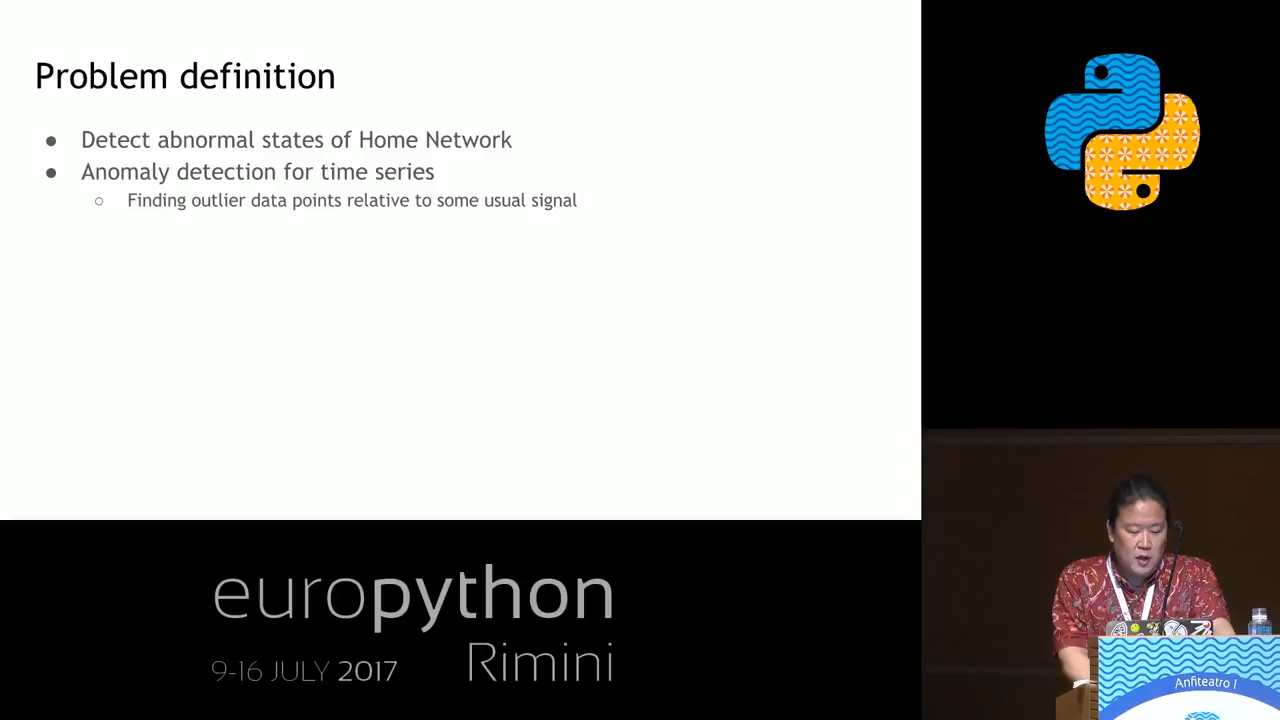 Problem definition
● Detect abnormal states of Home Network
● Anomaly detection for time series
○ Finding outlier data points relative to some usual signal
europython
9-16 JULY 2017 Rimini
Anfiteatro 1